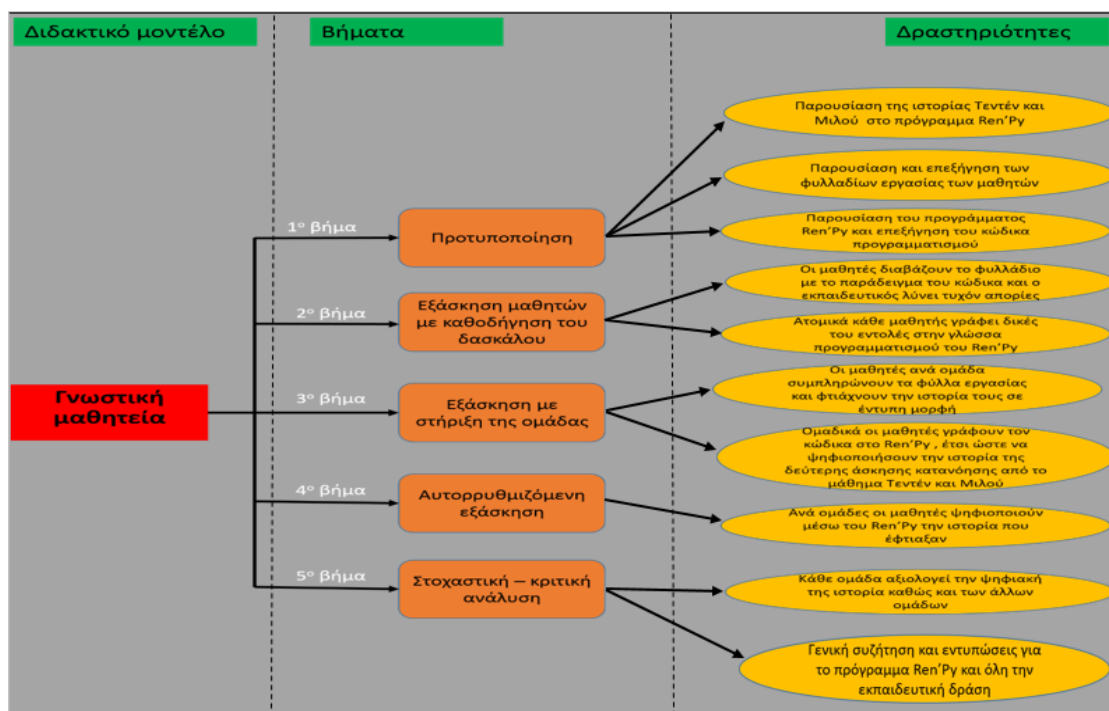 Διδακτικό μοντέλο
Βήματα
Δραστηριότητες
Γνωστική
μαθητεία
1ο βήμα
Προτυποποίηση
Παρουσίαση της ιστορίας Τεντέν και
Μιλού στο πρόγραμμα Ren'Py
Παρουσίαση και επεξήγηση των
φυλλαδίων εργασίας των μαθητών
Παρουσίαση του προγράμματος
Ren'Py και επεξήγηση του κώδικα
προγραμματισμού
2ο βήμα
Εξάσκηση μαθητών
με καθοδήγηση του
δασκάλου
Οι μαθητές διαβάζουν το φυλλάδιο
με το παράδειγμα του κώδικα και ο
εκπαιδευτικός λύνει τυχόν απορίες
Ατομικά κάθε μαθητής γράφει δικές
του εντολές στην γλώσσα
προγραμματισμού του Ren'Py
3ο βήμα
Εξάσκηση με
στήριξη της ομάδας
Οι μαθητές ανά ομάδα
συμπληρώνουν τα φύλλα εργασίας
και φτιάχνουν την ιστορία τους σε
έντυπη μορφή
Ομαδικά οι μαθητές γράφουν τον
κώδικα στο Ren'Py , έτσι ώστε να
ψηφιοποιήσουν την ιστορία της
δεύτερης άσκησης κατανόησης από το
μάθημα Τεντέν και Μιλού
4ο βήμα
Αυτορρυθμιζόμενη
εξάσκηση
Ανά ομάδες οι μαθητές ψηφιοποιούν
μέσω του Ren'Py την ιστορία που
έφτιαξαν
5ο βήμα
Στοχαστική – κριτική
ανάλυση
Κάθε ομάδα αξιολογεί την ψηφιακή
της ιστορία καθώς και των άλλων
ομάδων
Γενική συζήτηση και εντυπώσεις για
το πρόγραμμα Ren'Py και όλη την
εκπαιδευτική δράση